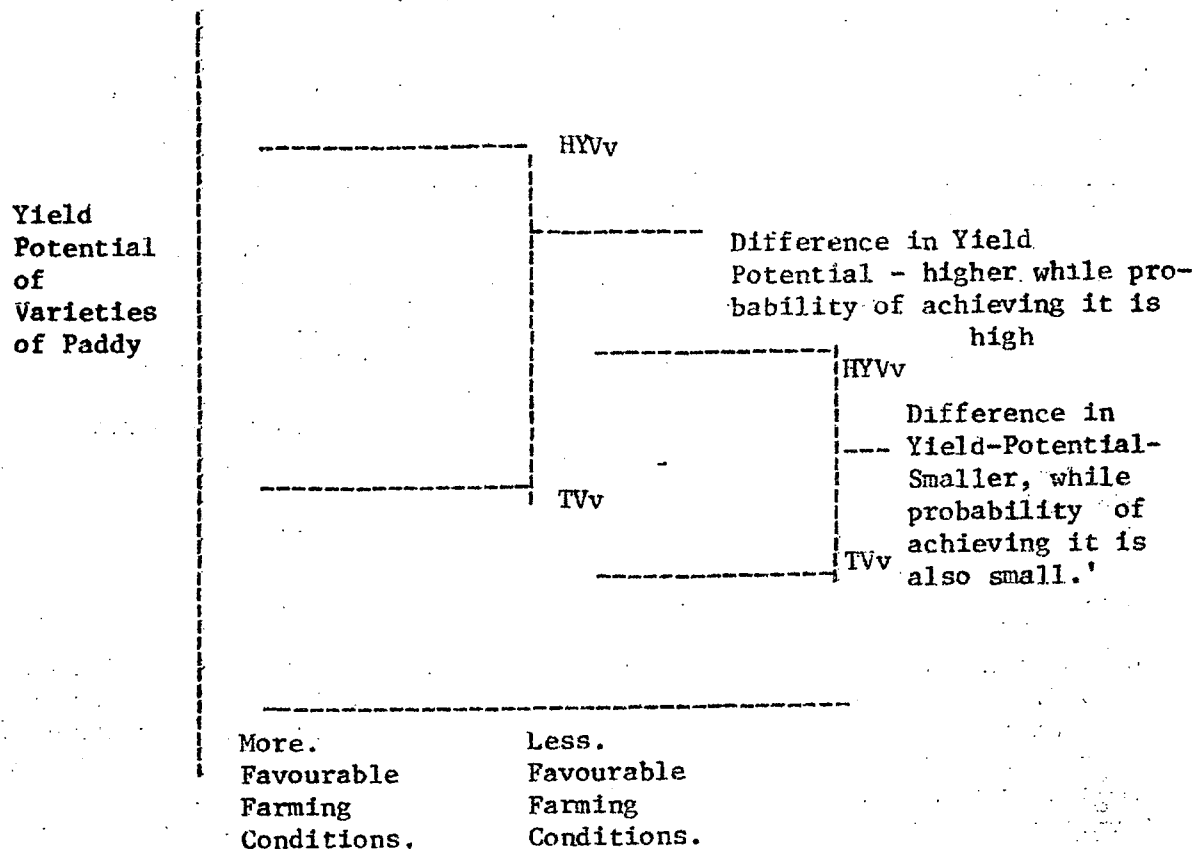 HYVv
Yield
Potential
of
Varieties
of Paddy
Difference in Yield
Potential - higher while pro-
bability of achieving it is
high
HYVv
Difference in
Yield-Potential-
Smaller, while
probability of
achieving it is
also small.'
TVv
TVv
More.
Favourable
Farming
Conditions.
Less.
Favourable
Farming
Conditions.